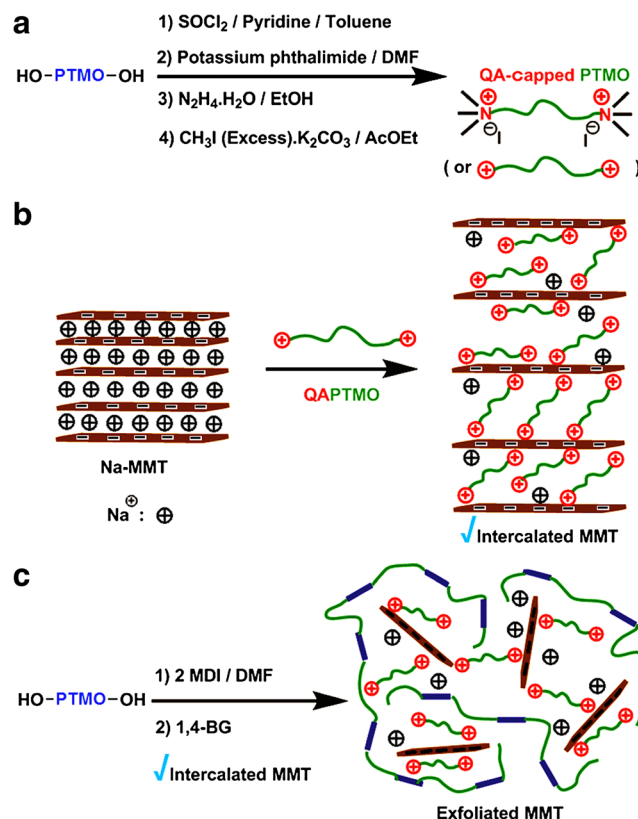 a
1) SOCl₂ / Pyridine / Toluene
HO-PTMO-OH
2) Potassium phthalimide / DMF
3) N₂H₄.H₂O / EtOH
4) CH₃I (Excess).K₂CO₃ / AcOEt
QA-capped PTMO
⊕ ⊕
N N
⊖I I⊖
( or ⊕ ⊕ )
b
QAPTMO
Na-MMT
Na⊕ : ⊕
√ Intercalated MMT
c
1) 2 MDI / DMF
HO-PTMO-OH
2) 1,4-BG
√ Intercalated MMT
Exfoliated MMT